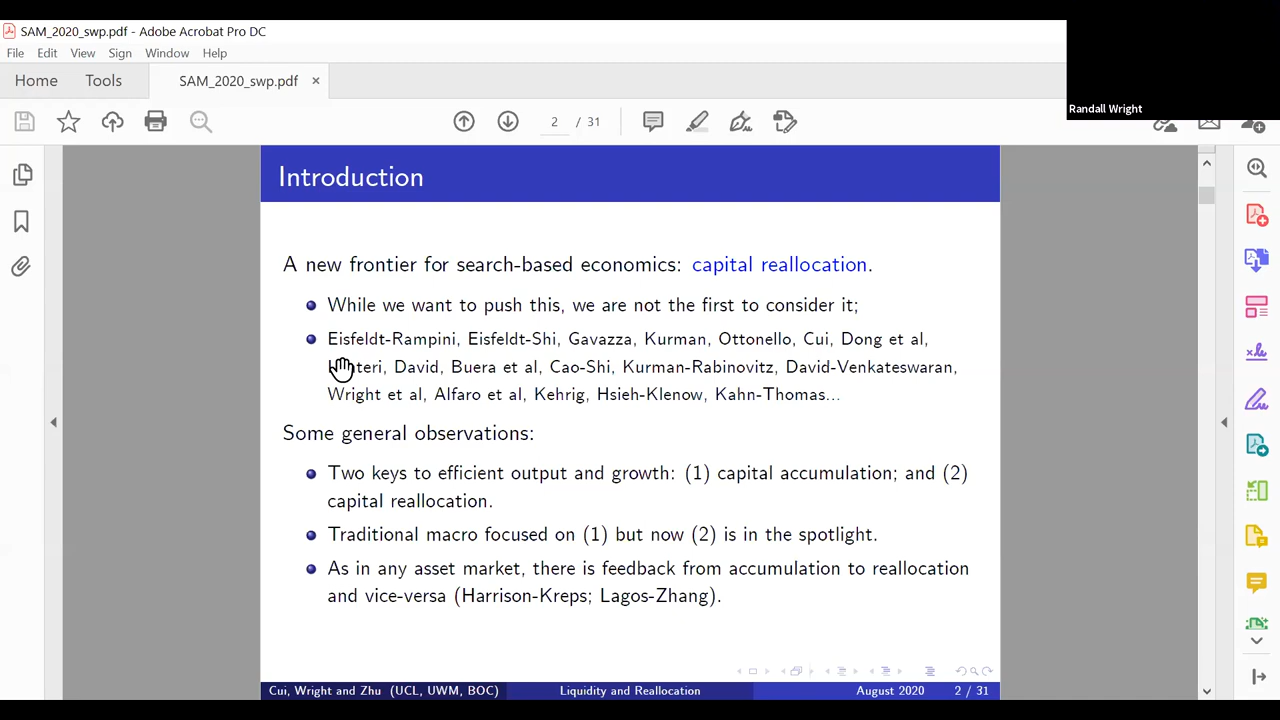 SAM_2020_swp.pdf - Adobe Acrobat Pro DC
Randall Wright
File Edit View Sign Window Help
Home Tools SAM_2020_swp.pdf ×
2 / 31
Introduction
A new frontier for search-based economics: capital reallocation.
While we want to push this, we are not the first to consider it;
Eisfeldt-Rampini, Eisfeldt-Shi, Gavazza, Kurman, Ottonello, Cui, Dong et al,
David, Buera et al, Cao-Shi, Kurman-Rabinovitz, David-Venkateswaran,
Wright et al, Alfaro et al, Kehrig, Hsieh-Klenow, Kahn-Thomas...
Some general observations:
Two keys to efficient output and growth: (1) capital accumulation; and (2)
capital reallocation.
Traditional macro focused on (1) but now (2) is in the spotlight.
As in any asset market, there is feedback from accumulation to reallocation
and vice-versa (Harrison-Kreps; Lagos-Zhang).
Cui, Wright and Zhu (UCL, UWM, BOC) Liquidity and Reallocation August 2020 2 / 31